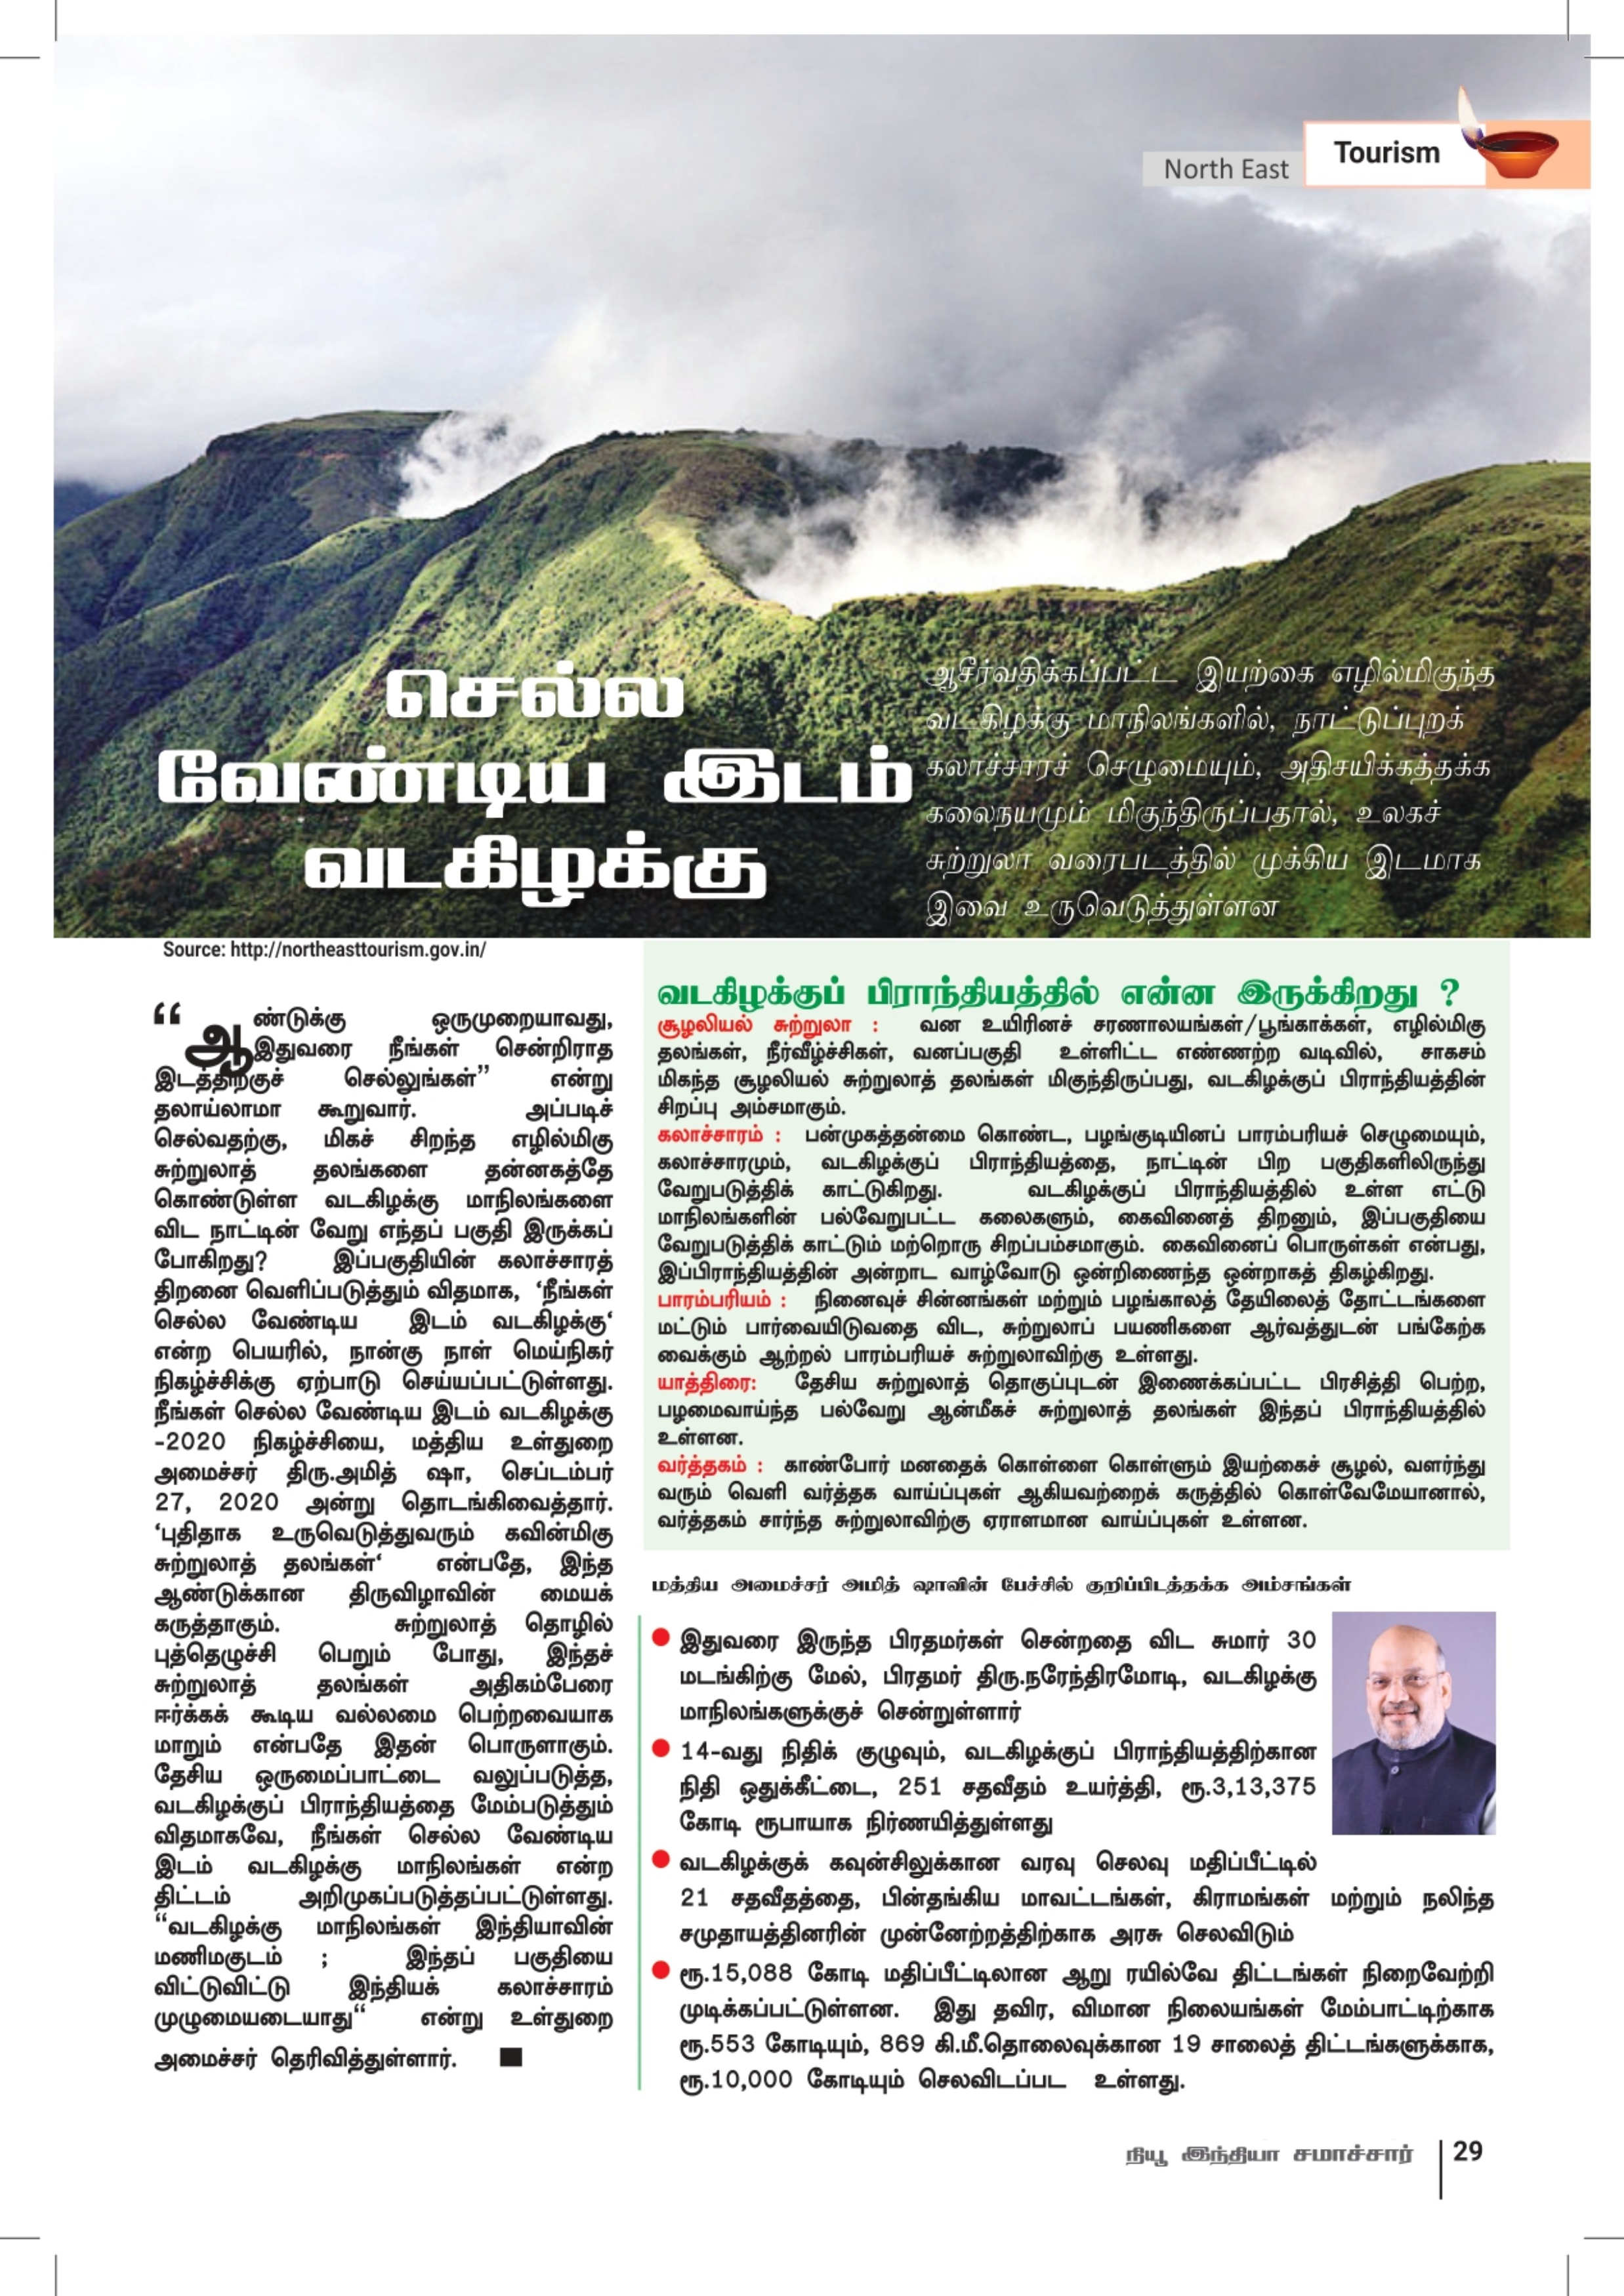 North East
Tourism
செல்ல
வேண்டிய இடம்
வடகிழக்கு
ஆசீர்வதிக்கப்பட்ட இயற்கை எழில்மிகுந்த
வடகிழக்கு மாநிலங்களில், நாட்டுப்புறக்
கலாச்சாரச் செழுமையும், அதிசயிக்கத்தக்க
கலைநயமும் மிகுந்திருப்பதால், உலகச்
சுற்றுலா வரைபடத்தில் முக்கிய இடமாக
இவை உருவெடுத்துள்ளன
Source: http://northeasttourism.gov.in/
“ஆண்டுக்கு ஒருமுறையாவது,
இதுவரை நீங்கள் சென்றிராத
இடத்திற்குச் செல்லுங்கள்” என்று
தலாய்லாமா கூறுவார். அப்படிச்
செல்வதற்கு, மிகச் சிறந்த எழில்மிகு
சுற்றுலாத் தலங்களை தன்னகத்தே
கொண்டுள்ள வடகிழக்கு மாநிலங்களை
விட நாட்டின் வேறு எந்தப் பகுதி இருக்கப்
போகிறது? இப்பகுதியின் கலாச்சாரத்
திறனை வெளிப்படுத்தும் விதமாக, ‘நீங்கள்
செல்ல வேண்டிய இடம் வடகிழக்கு‘
என்ற பெயரில், நான்கு நாள் மெய்நிகர்
நிகழ்ச்சிக்கு ஏற்பாடு செய்யப்பட்டுள்ளது.
நீங்கள் செல்ல வேண்டிய இடம் வடகிழக்கு
-2020 நிகழ்ச்சியை, மத்திய உள்துறை
அமைச்சர் திரு.அமித் ஷா, செப்டம்பர்
27, 2020 அன்று தொடங்கிவைத்தார்.
‘புதிதாக உருவெடுத்துவரும் கவின்மிகு
சுற்றுலாத் தலங்கள்‘ என்பதே, இந்த
ஆண்டுக்கான திருவிழாவின் மையக்
கருத்தாகும். சுற்றுலாத் தொழில்
புத்தெழுச்சி பெறும் போது, இந்தச்
சுற்றுலாத் தலங்கள் அதிகம்பேரை
ஈர்க்கக் கூடிய வல்லமை பெற்றவையாக
மாறும் என்பதே இதன் பொருளாகும்.
தேசிய ஒருமைப்பாட்டை வலுப்படுத்த,
வடகிழக்குப் பிராந்தியத்தை மேம்படுத்தும்
விதமாகவே, நீங்கள் செல்ல வேண்டிய
இடம் வடகிழக்கு மாநிலங்கள் என்ற
திட்டம் அறிமுகப்படுத்தப்பட்டுள்ளது.
“வடகிழக்கு மாநிலங்கள் இந்தியாவின்
மணிமகுடம் ; இந்தப் பகுதியை
விட்டுவிட்டு இந்தியக் கலாச்சாரம்
முழுமையடையாது“ என்று உள்துறை
அமைச்சர் தெரிவித்துள்ளார். ■
வடகிழக்குப் பிராந்தியத்தில் என்ன இருக்கிறது ?
சூழலியல் சுற்றுலா : வன உயிரினச் சரணாலயங்கள்/பூங்காக்கள், எழில்மிகு
தலங்கள், நீர்வீழ்ச்சிகள், வனப்பகுதி உள்ளிட்ட எண்ணற்ற வடிவில், சாகசம்
மிகந்த சூழலியல் சுற்றுலாத் தலங்கள் மிகுந்திருப்பது, வடகிழக்குப் பிராந்தியத்தின்
சிறப்பு அம்சமாகும்.
கலாச்சாரம் : பன்முகத்தன்மை கொண்ட, பழங்குடியினப் பாரம்பரியச் செழுமையும்,
கலாச்சாரமும், வடகிழக்குப் பிராந்தியத்தை, நாட்டின் பிற பகுதிகளிலிருந்து
வேறுபடுத்திக் காட்டுகிறது. வடகிழக்குப் பிராந்தியத்தில் உள்ள எட்டு
மாநிலங்களின் பல்வேறுபட்ட கலைகளும், கைவினைத் திறனும், இப்பகுதியை
வேறுபடுத்திக் காட்டும் மற்றொரு சிறப்பம்சமாகும். கைவினைப் பொருள்கள் என்பது,
இப்பிராந்தியத்தின் அன்றாட வாழ்வோடு ஒன்றிணைந்த ஒன்றாகத் திகழ்கிறது.
பாரம்பரியம் : நினைவுச் சின்னங்கள் மற்றும் பழங்காலத் தேயிலைத் தோட்டங்களை
மட்டும் பார்வையிடுவதை விட, சுற்றுலாப் பயணிகளை ஆர்வத்துடன் பங்கேற்க
வைக்கும் ஆற்றல் பாரம்பரியச் சுற்றுலாவிற்கு உள்ளது.
யாத்திரை: தேசிய சுற்றுலாத் தொகுப்புடன் இணைக்கப்பட்ட பிரசித்தி பெற்ற,
பழமைவாய்ந்த பல்வேறு ஆன்மீகச் சுற்றுலாத் தலங்கள் இந்தப் பிராந்தியத்தில்
உள்ளன.
வர்த்தகம் : காண்போர் மனதைக் கொள்ளை கொள்ளும் இயற்கைச் சூழல், வளர்ந்து
வரும் வெளி வர்த்தக வாய்ப்புகள் ஆகியவற்றைக் கருத்தில் கொள்வேமேயானால்,
வர்த்தகம் சார்ந்த சுற்றுலாவிற்கு ஏராளமான வாய்ப்புகள் உள்ளன.
மத்திய அமைச்சர் அமித் ஷாவின் பேச்சில் குறிப்பிடத்தக்க அம்சங்கள்
● இதுவரை இருந்த பிரதமர்கள் சென்றதை விட சுமார் 30
மடங்கிற்கு மேல், பிரதமர் திரு.நரேந்திரமோடி, வடகிழக்கு
மாநிலங்களுக்குச் சென்றுள்ளார்
● 14-வது நிதிக் குழுவும், வடகிழக்குப் பிராந்தியத்திற்கான
நிதி ஒதுக்கீட்டை, 251 சதவீதம் உயர்த்தி, ரூ.3,13,375
கோடி ரூபாயாக நிர்ணயித்துள்ளது
● வடகிழக்குக் கவுன்சிலுக்கான வரவு செலவு மதிப்பீட்டில்
21 சதவீதத்தை, பின்தங்கிய மாவட்டங்கள், கிராமங்கள் மற்றும் நலிந்த
சமுதாயத்தினரின் முன்னேற்றத்திற்காக அரசு செலவிடும்
● ரூ.15,088 கோடி மதிப்பீட்டிலான ஆறு ரயில்வே திட்டங்கள் நிறைவேற்றி
முடிக்கப்பட்டுள்ளன. இது தவிர, விமான நிலையங்கள் மேம்பாட்டிற்காக
ரூ.553 கோடியும், 869 கி.மீ.தொலைவுக்கான 19 சாலைத் திட்டங்களுக்காக,
ரூ.10,000 கோடியும் செலவிடப்பட உள்ளது.
நியூ இந்தியா சமாச்சார்
29